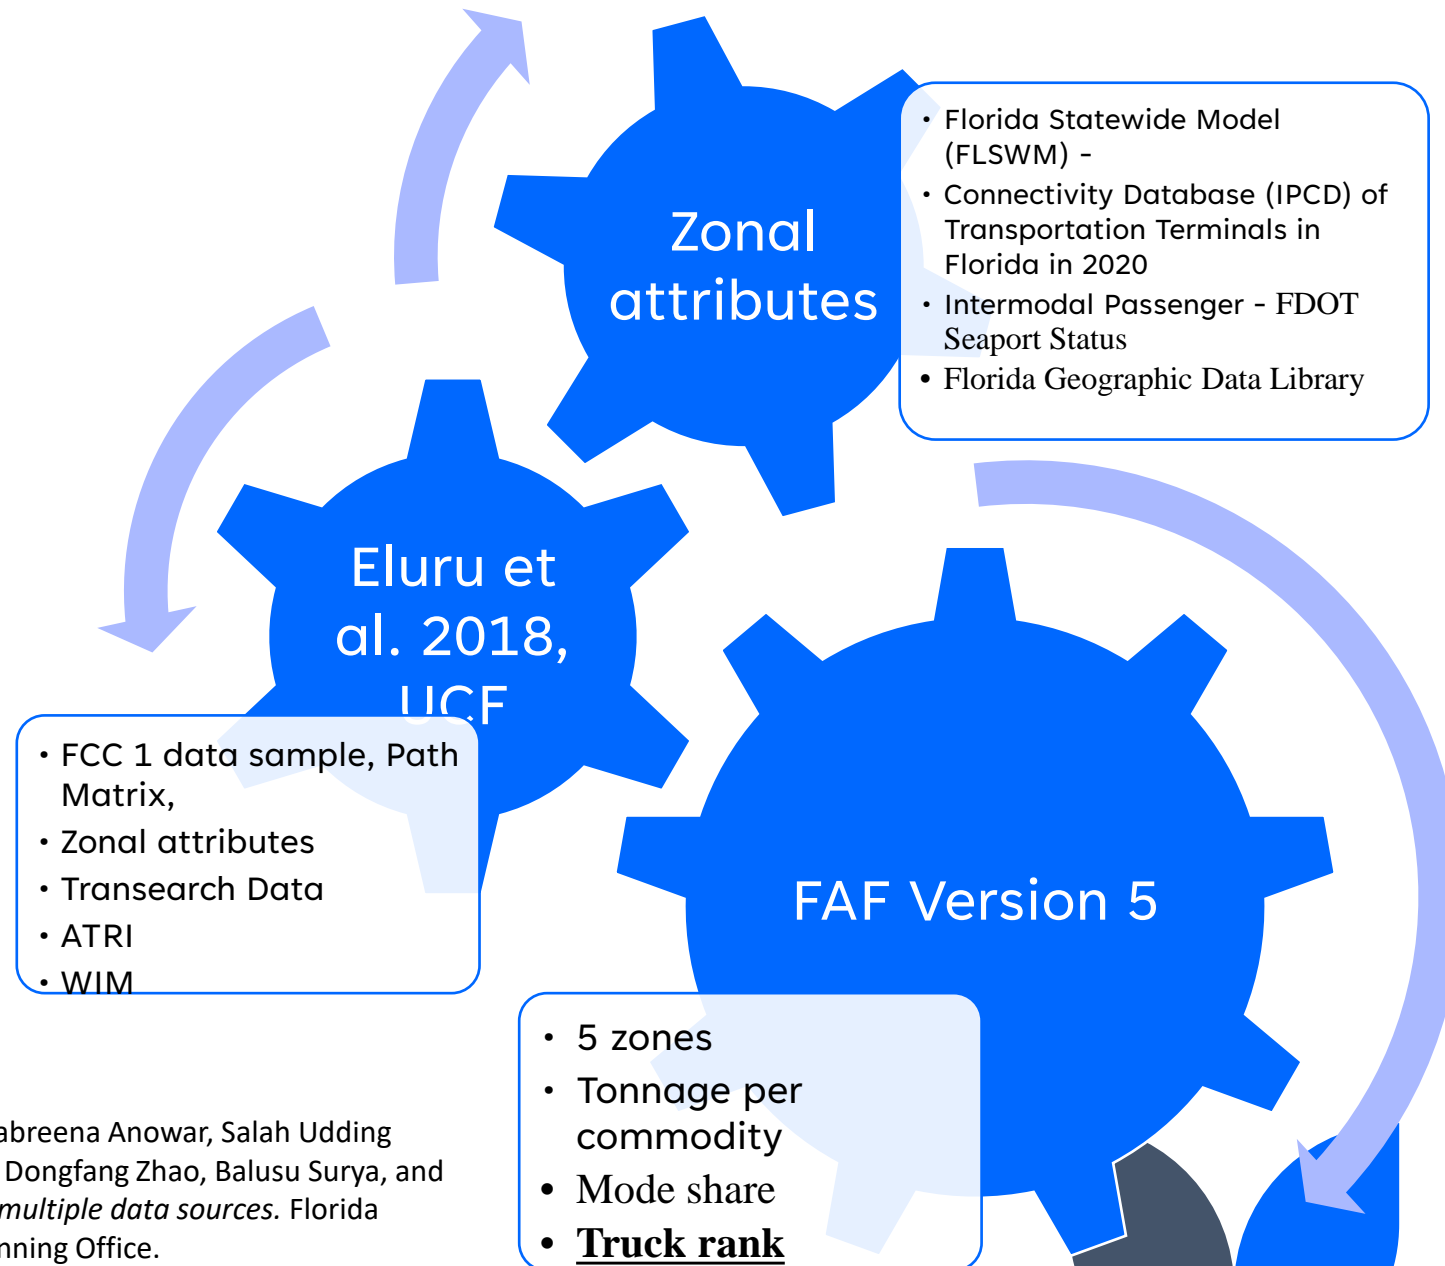 Zonal
attributes
• Florida Statewide Model
(FLSWM) -
• Connectivity Database (IPCD) of
Transportation Terminals in
Florida in 2020
• Intermodal Passenger - FDOT
Seaport Status
• Florida Geographic Data Library
Eluru et
al. 2018,
UCF
• FCC 1 data sample, Path
Matrix,
• Zonal attributes
• Transearch Data
• ATRI
• WIM
FAF Version 5
• 5 zones
• Tonnage per
commodity
• Mode share
• Truck rank
abreena Anowar, Salah Udding
Dongfang Zhao, Balusu Surya, and
multiple data sources. Florida
nning Office.